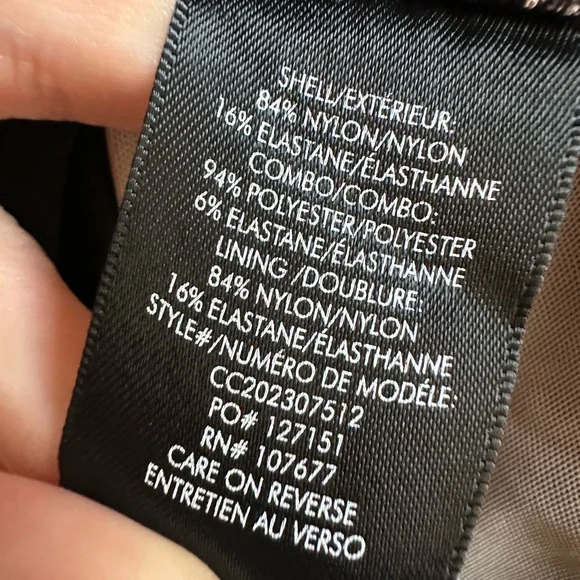 SHELL/EXTÉRIEUR:
84% NYLON/NYLON
16% ELASTANE/ÉLASTHANNE
COMBO/COMBO:
94% POLYESTER/POLYESTER
6% ELASTANE/ÉLASTHANNE
LINING /DOUBLURE:
84% NYLON/NYLON
16% ELASTANE/ÉLASTHANNE
STYLE#/NUMÉRO DE MODÉLE:
CC202307512
PO# 127151
RN# 107677
CARE ON REVERSE
ENTRETIEN AU VERSO